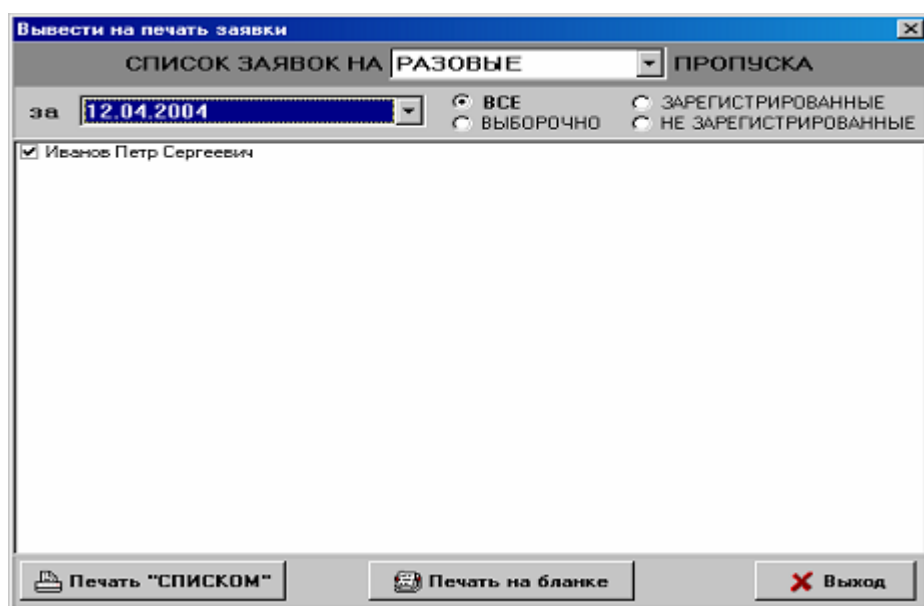 Вывести на печать заявки
СПИСОК ЗАЯВОК НА РАЗОВЫЕ ПРОПУСКА
за 12.04.2004 ВСЕ ЗАРЕГИСТРИРОВАННЫЕ
ВЫБОРОЧНО НЕ ЗАРЕГИСТРИРОВАННЫЕ
Иванов Петр Сергеевич
Печать "СПИСКОМ" Печать на бланке Выход